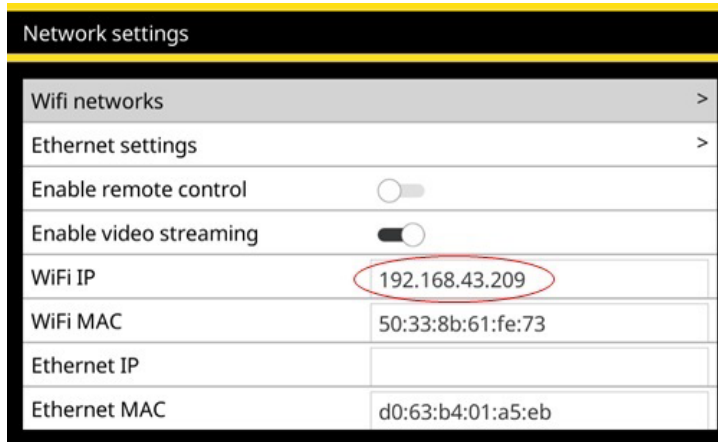 Network settings
Wifi networks >
Ethernet settings >
Enable remote control
Enable video streaming
WiFi IP 192.168.43.209
WiFi MAC 50:33:8b:61:fe:73
Ethernet IP
Ethernet MAC d0:63:b4:01:a5:eb